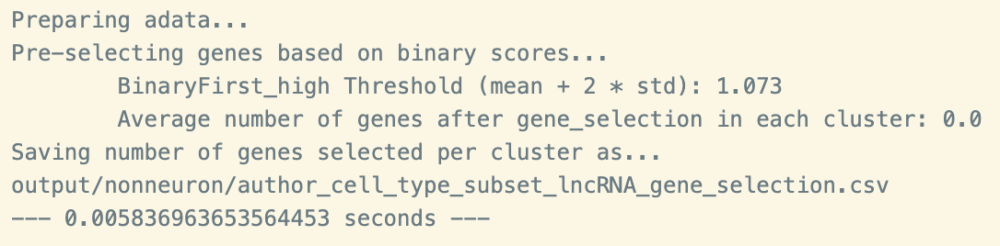 Preparing adata...
Pre-selecting genes based on binary scores...
BinaryFirst_high Threshold (mean + 2 * std): 1.073
Average number of genes after gene_selection in each cluster: 0.0
Saving number of genes selected per cluster as...
output/nonneuron/author_cell_type_subset_lncRNA_gene_selection.csv
--- 0.005836963653564453 seconds ---